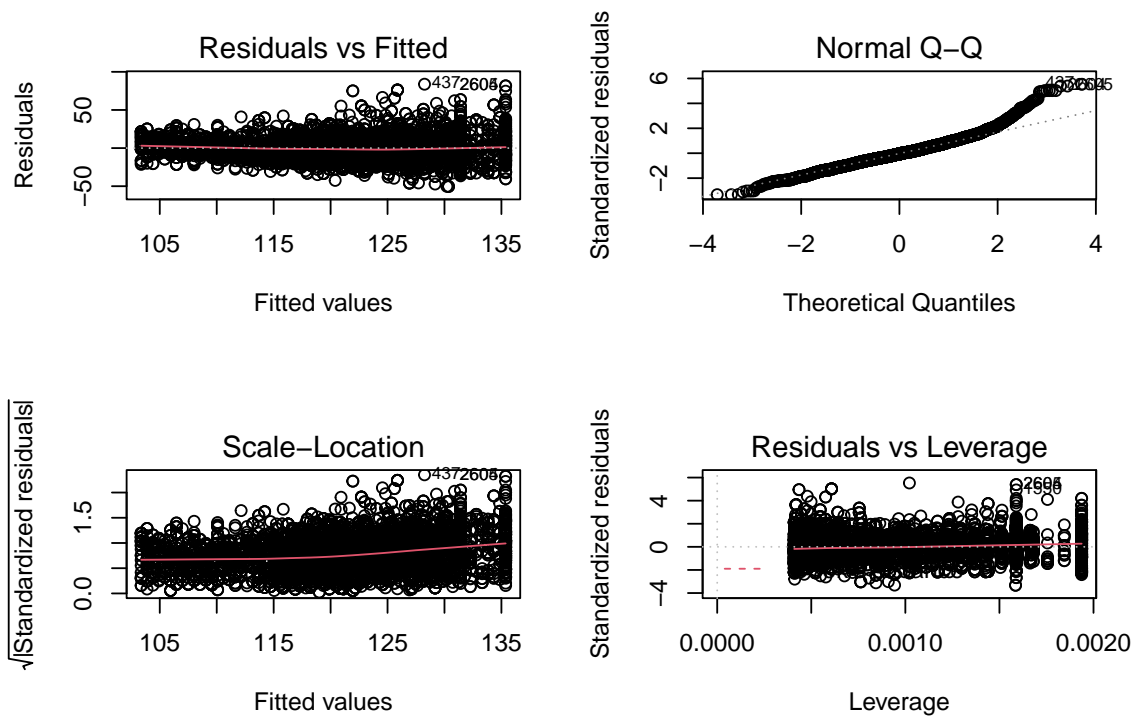 Residuals vs Fitted
Residuals
−50
50
105
115
125
135
Fitted values
437
Normal Q−Q
Standardized residuals
−2
2
6
−4
−2
0
2
4
Theoretical Quantiles
Scale−Location
√|Standardized residuals|
0.0
1.5
105
115
125
135
Fitted values
437
Residuals vs Leverage
Standardized residuals
−4
0
4
0.0000
0.0010
0.0020
Leverage